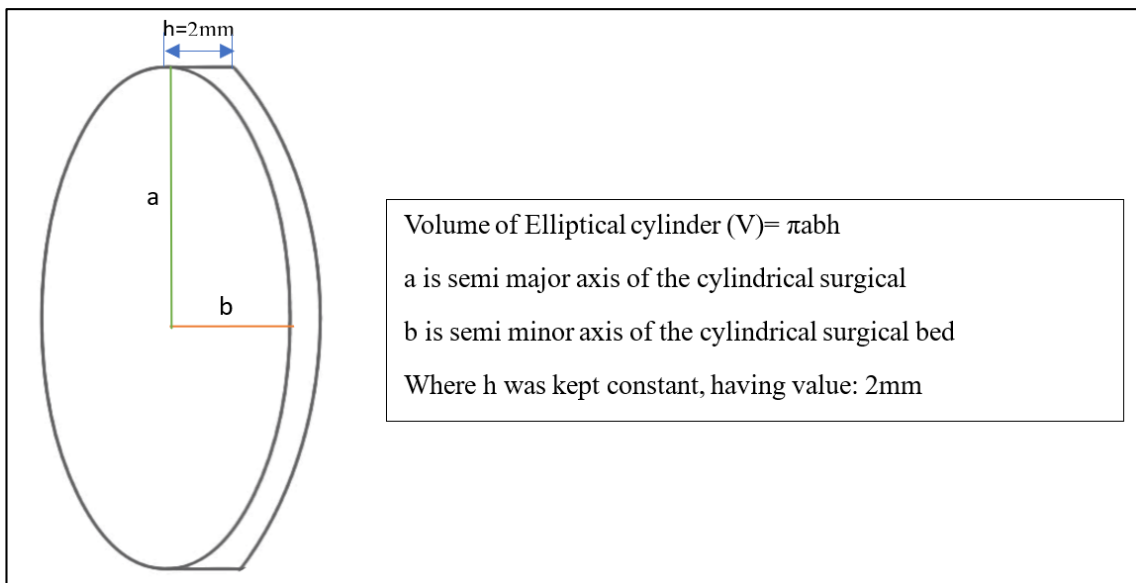 h=2mm
a
b
Volume of Elliptical cylinder (V)= πabh
a is semi major axis of the cylindrical surgical
b is semi minor axis of the cylindrical surgical bed
Where h was kept constant, having value: 2mm